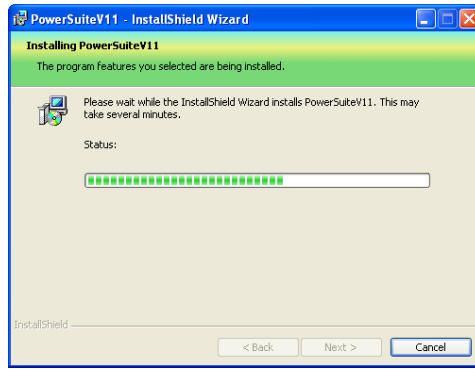 PowerSuiteV11 - InstallShield Wizard
Installing PowerSuiteV11
The program features you selected are being installed.
Please wait while the InstallShield Wizard installs PowerSuiteV11. This may
take several minutes.
Status:
InstallShield
< Back Next > Cancel